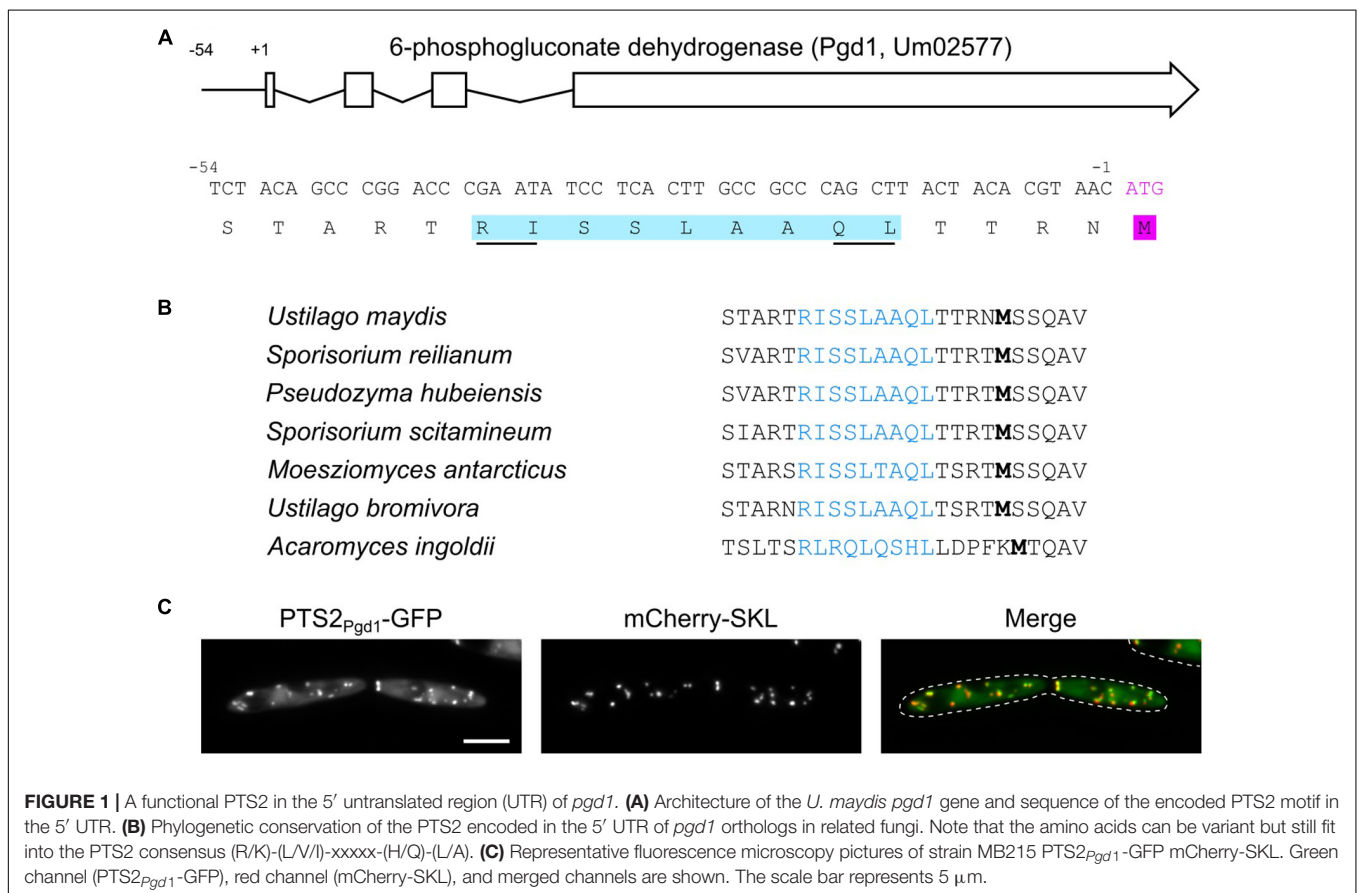 A
-54 +1 6-phosphogluconate dehydrogenase (Pgd1, Um02577)
-54 -1
TCT ACA GCC CGG ACC CGA ATA TCC TCA CTT GCC GCC CAG CTT ACT ACA CGT AAC ATG
S T A R T R I S S L A A Q L T T R N M
B
Ustilago maydis STARTRISSLAAQLTTRNMSSQAV
Sporisorium reilianum SVARTRISSLAAQLTTRTMSSQAV
Pseudozyma hubeiensis SVARTRISSLAAQLTTRTMSSQAV
Sporisorium scitamineum SIARTRISSLAAQLTTRTMSSQAV
Moesziomyces antarcticus STARSRISSLTAQLTSRTMSSQAV
Ustilago bromivora STARNRISSLAAQLTSRTMSSQAV
Acaromyces ingoldii TSLTSRLRQLQSHLLDPFKMTQAV
C
PTS2Pgd1-GFP mCherry-SKL Merge
FIGURE 1 | A functional PTS2 in the 5′ untranslated region (UTR) of pgd1. (A) Architecture of the U. maydis pgd1 gene and sequence of the encoded PTS2 motif in
the 5′ UTR. (B) Phylogenetic conservation of the PTS2 encoded in the 5′ UTR of pgd1 orthologs in related fungi. Note that the amino acids can be variant but still fit
into the PTS2 consensus (R/K)-(L/V/I)-xxxxx-(H/Q)-(L/A). (C) Representative fluorescence microscopy pictures of strain MB215 PTS2Pgd1-GFP mCherry-SKL. Green
channel (PTS2Pgd1-GFP), red channel (mCherry-SKL), and merged channels are shown. The scale bar represents 5 μm.